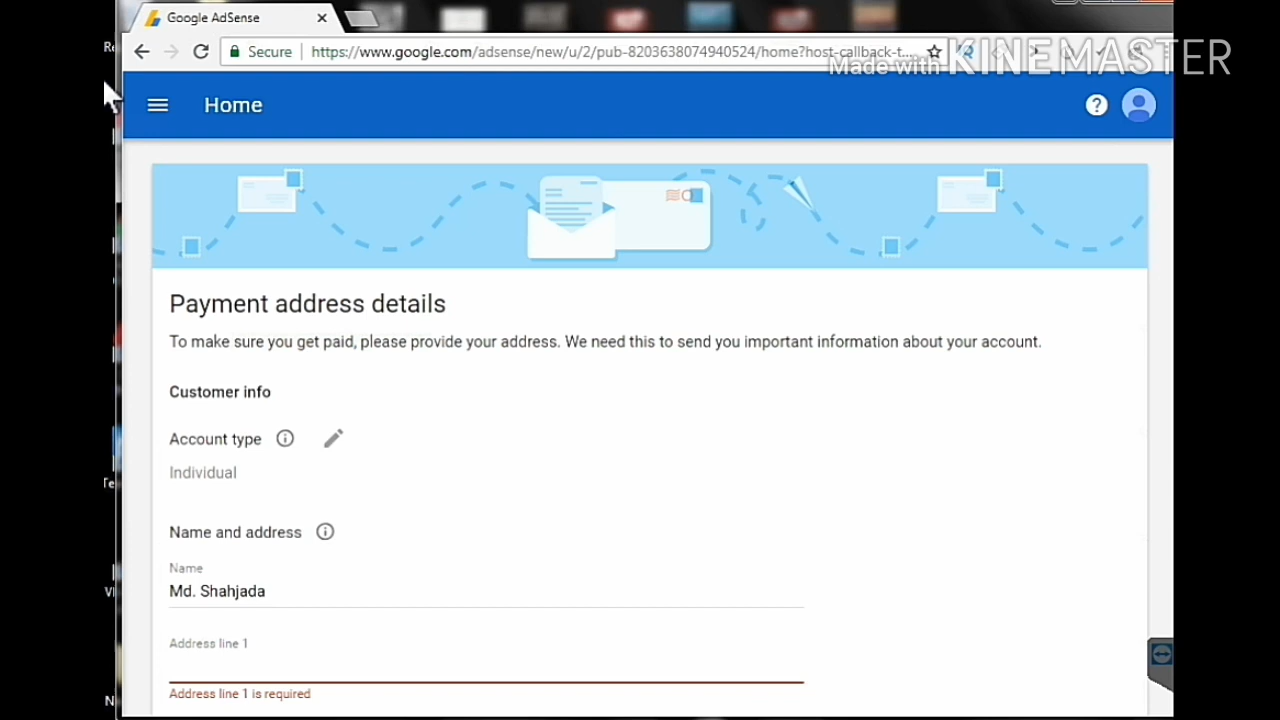 Google AdSense
Secure
https://www.google.com/adsense/new/u/2/pub-8203638074940524/home?host-callback-t...
Made with KINEMASTER
Home
Payment address details
To make sure you get paid, please provide your address. We need this to send you important information about your account.
Customer info
Account type
Individual
Name and address
Name
Md. Shahjada
Address line 1
Address line 1 is required